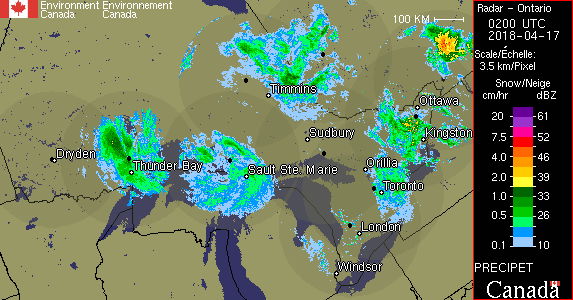 Environment Environnement
Canada Canada
100 KM
Timmins
Ottawa
Sudbury
Kingston
Dryden
Thunder Bay
Sault Ste. Marie
Orillia
Toronto
London
Windsor
Radar - Ontario
0200 UTC
2018-04-17
Scale/Échelle:
3.5 km/Pixel
Snow/Neige
cm/hr dBZ
20 61
7.5 52
4.0 46
2.0 39
1.0 33
0.5 26
0.1 10
PRECIPET
Canada